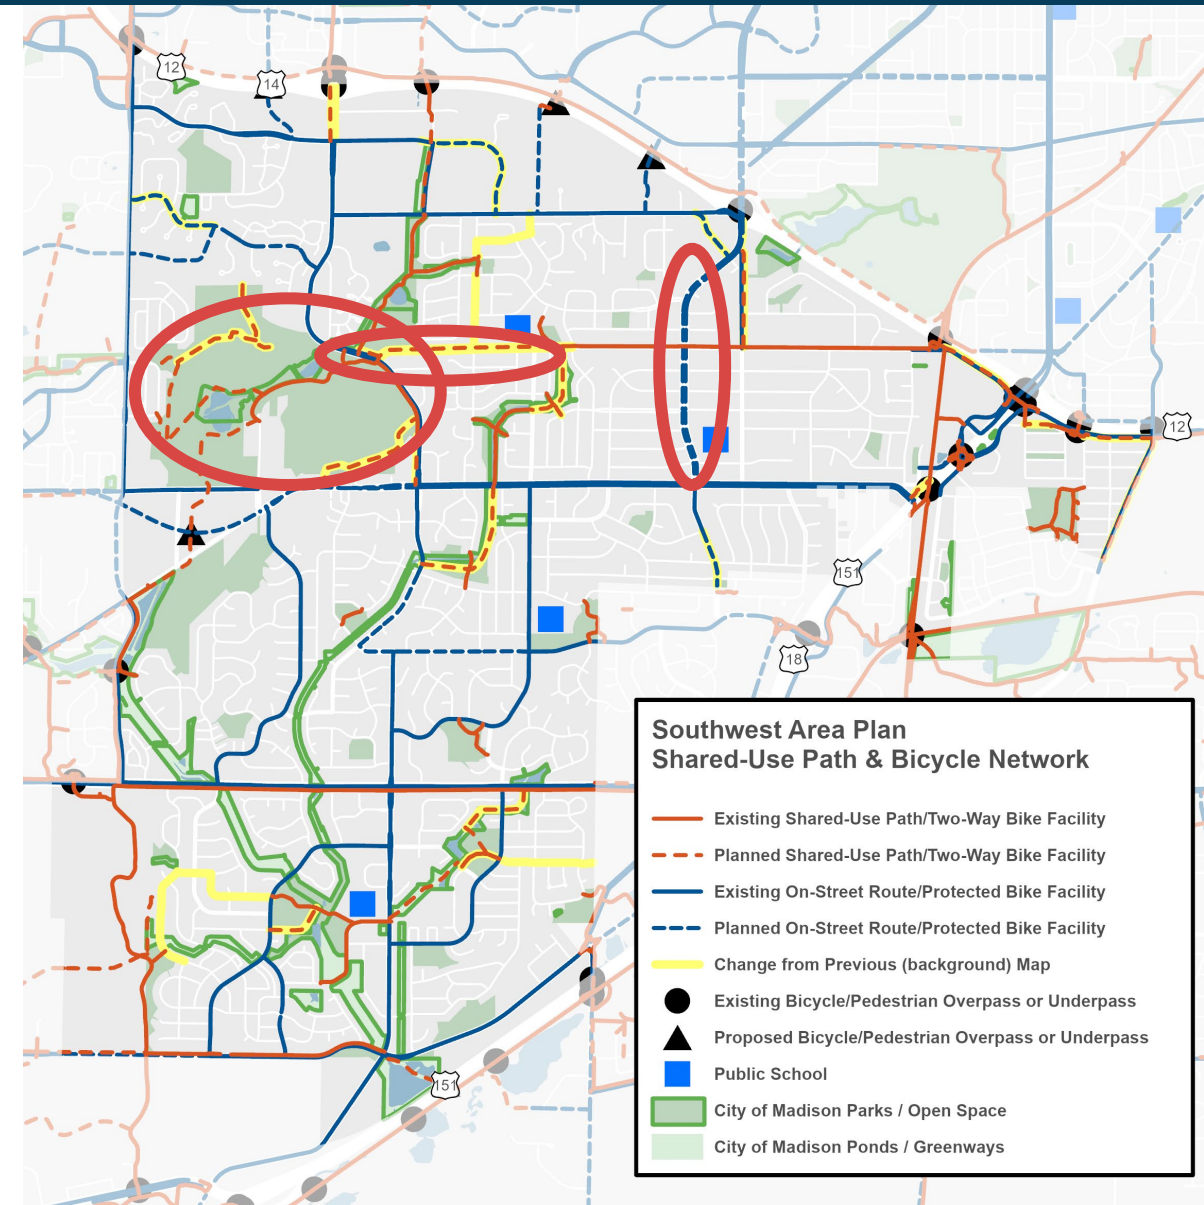 12
14
12
151
18
151
Southwest Area Plan
Shared-Use Path & Bicycle Network
Existing Shared-Use Path/Two-Way Bike Facility
Planned Shared-Use Path/Two-Way Bike Facility
Existing On-Street Route/Protected Bike Facility
Planned On-Street Route/Protected Bike Facility
Change from Previous (background) Map
Existing Bicycle/Pedestrian Overpass or Underpass
Proposed Bicycle/Pedestrian Overpass or Underpass
Public School
City of Madison Parks / Open Space
City of Madison Ponds / Greenways